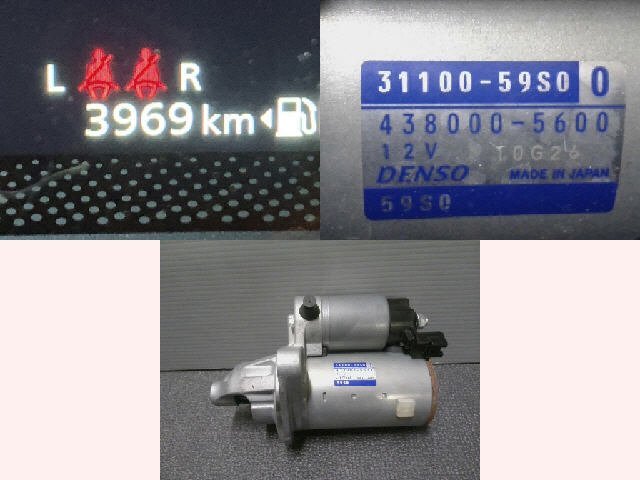 L R
3969 km
31100-59S0 0
438000-5600
12V T0G26
DENSO MADE IN JAPAN
59S0